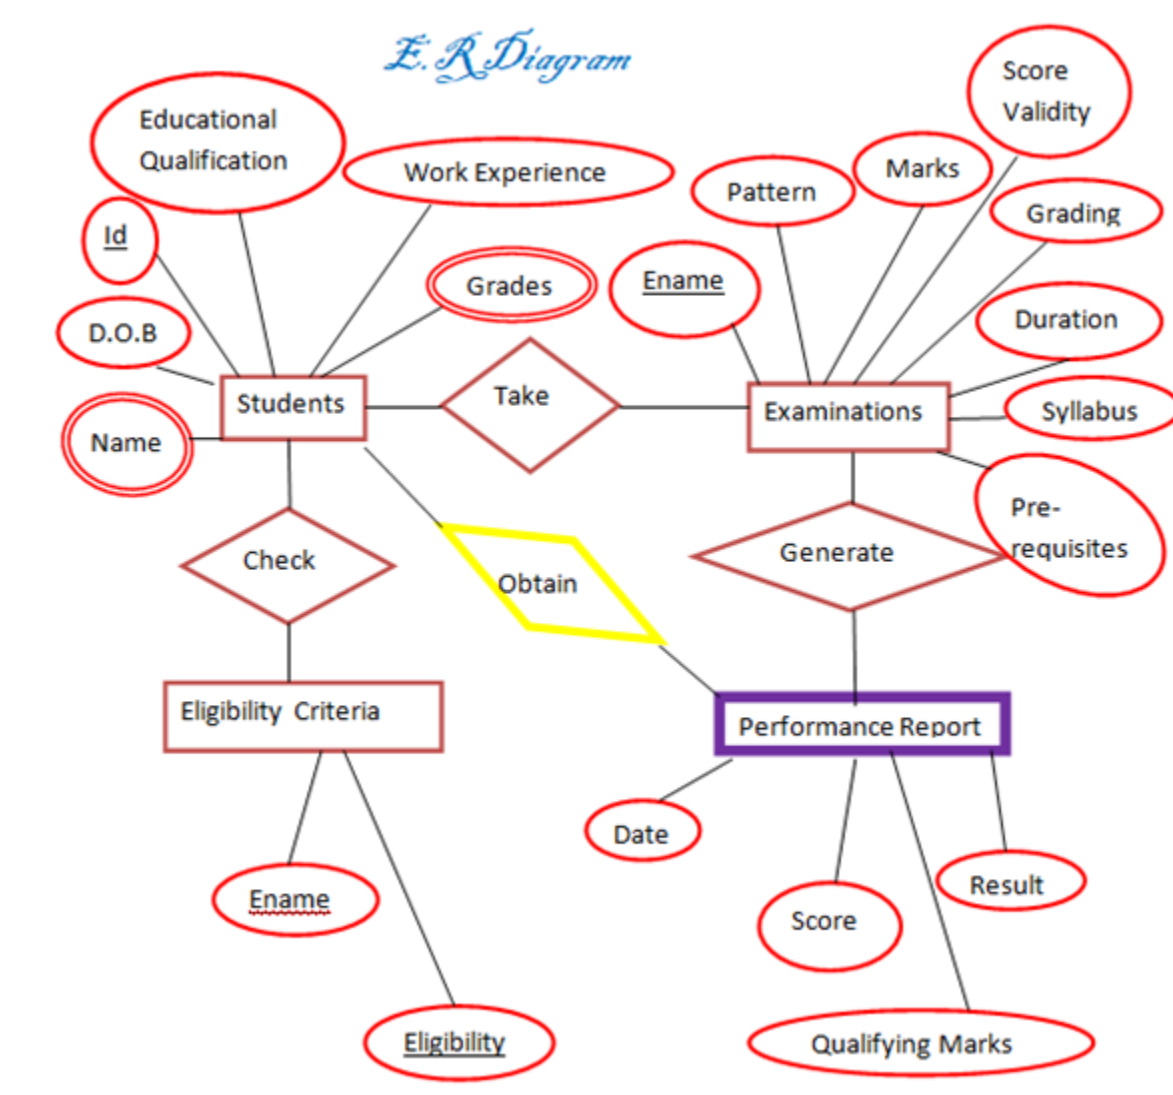 E.R Diagram
Educational
Qualification
Work Experience
Id
Grades
D.O.B
Name
Students
Take
Score
Validity
Marks
Pattern
Grading
Ename
Duration
Examinations
Syllabus
Pre-
requisites
Check
Obtain
Generate
Eligibility Criteria
Performance Report
Date
Ename
Score
Result
Eligibility
Qualifying Marks